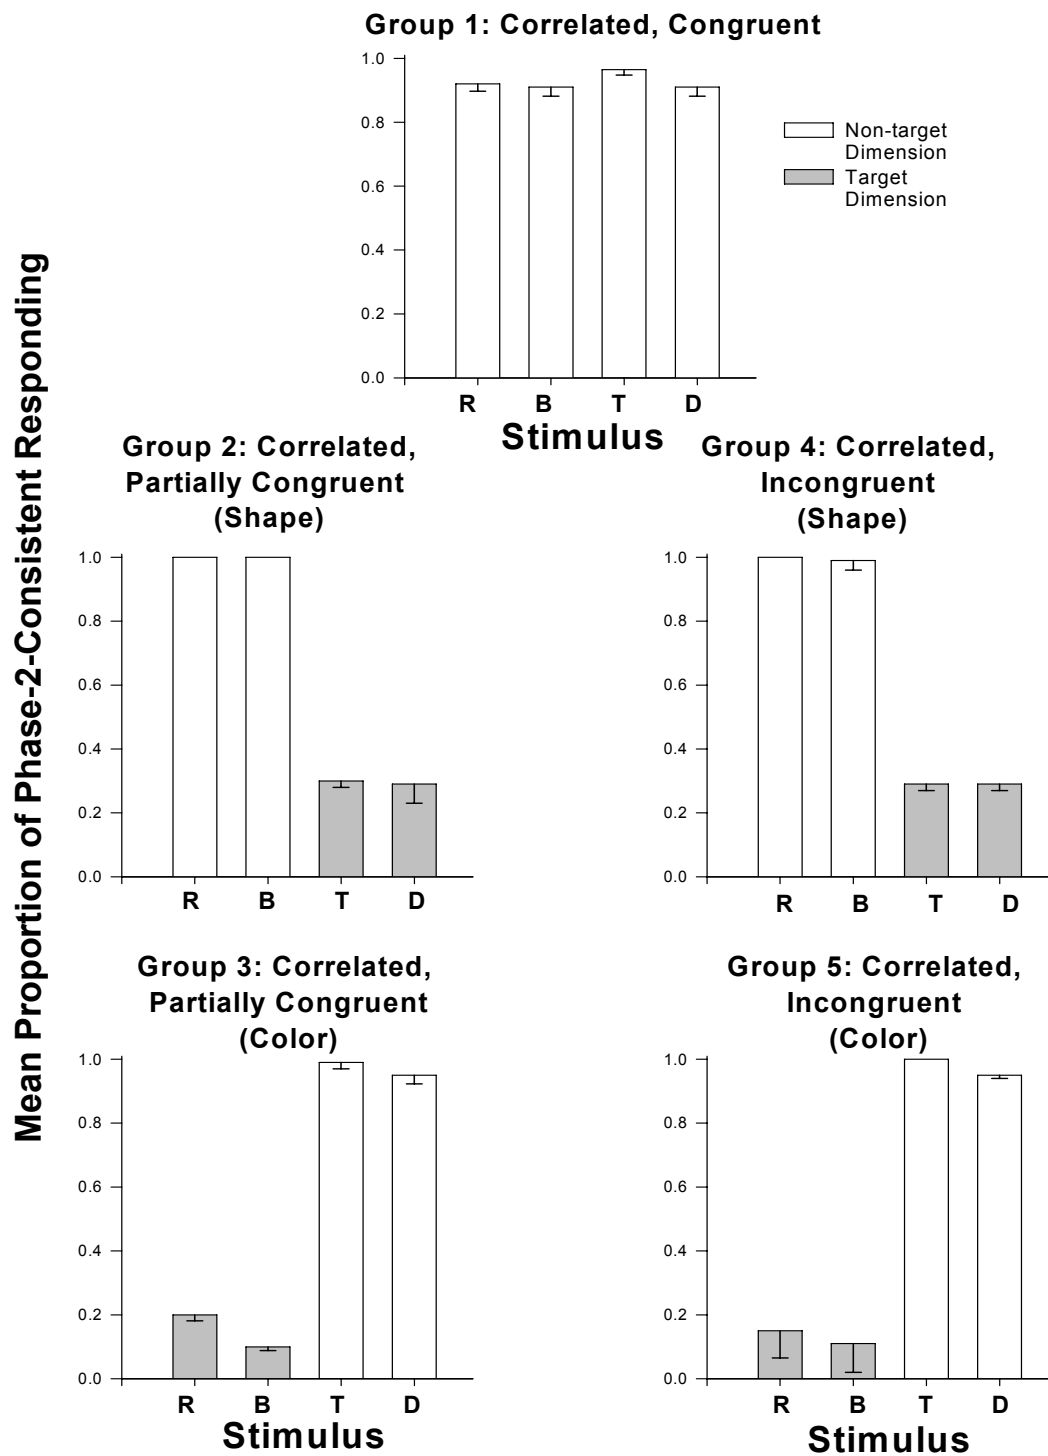 Mean Proportion of Phase-2-Consistent Responding
Group 1: Correlated, Congruent
1.0
0.8
0.6
0.4
0.2
0.0
R B T D
Stimulus
Non-target
Dimension
Target
Dimension
Group 2: Correlated,
Partially Congruent
(Shape)
1.0
0.8
0.6
0.4
0.2
0.0
R B T D
Group 4: Correlated,
Incongruent
(Shape)
1.0
0.8
0.6
0.4
0.2
0.0
R B T D
Group 3: Correlated,
Partially Congruent
(Color)
1.0
0.8
0.6
0.4
0.2
0.0
R B T D
Stimulus
Group 5: Correlated,
Incongruent
(Color)
1.0
0.8
0.6
0.4
0.2
0.0
R B T D
Stimulus